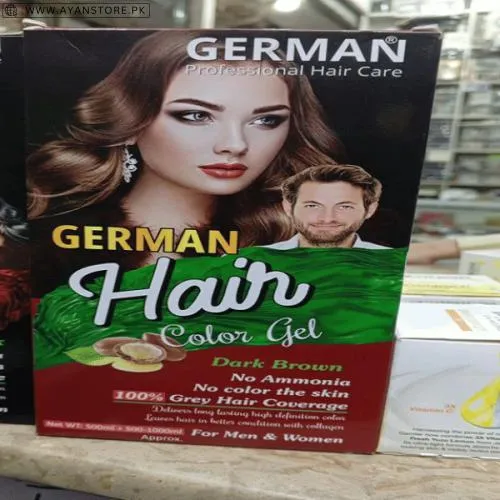 WWW.AYANSTORE.PK
GERMAN®
Professional Hair Care
GERMAN
Hair
Color Gel
Dark Brown
No Ammonia
No color the skin
100% Grey Hair Coverage
Delivers long lasting high definition color
Leaves hair in better condition with collagen
Net WT: 500ml + 500-1000ml
Approx.
For Men & Women
Vitamin C